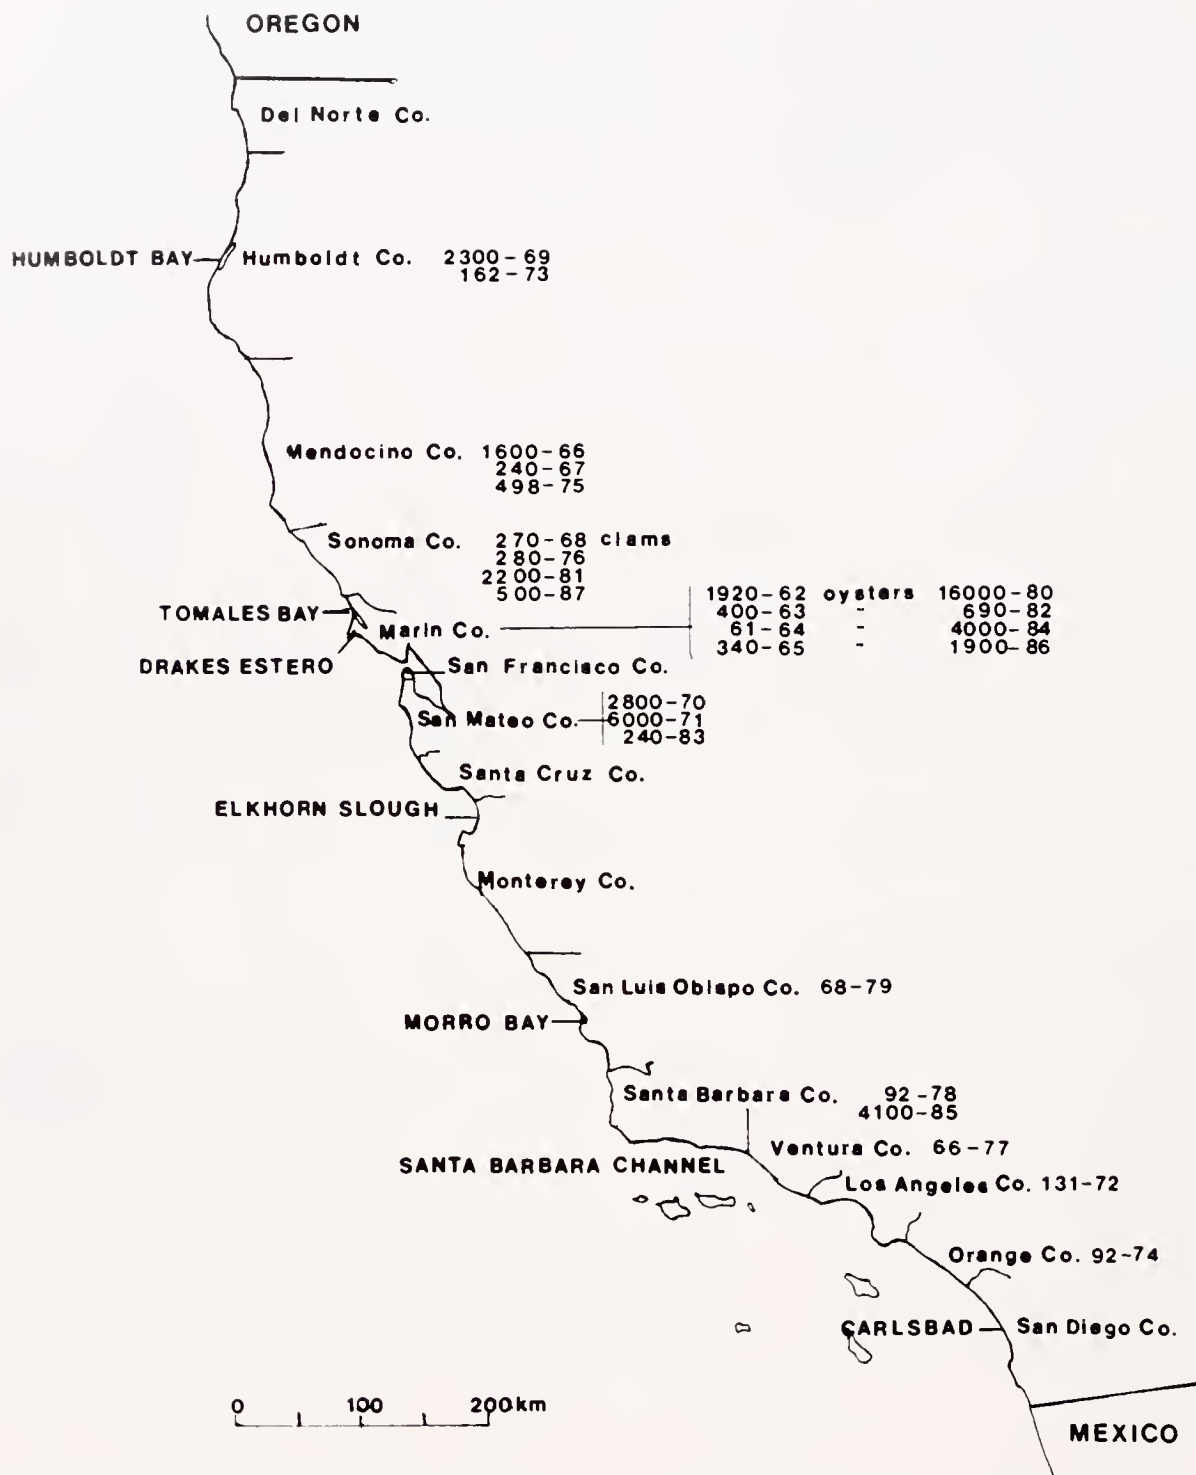 OREGON
Del Norte Co.
HUMBOLDT BAY Humboldt Co. 2300-69
162-73
Mendocino Co. 1600-66
240-67
498-75
Sonoma Co. 270-68 clams
280-76
2200-81
500-87
TOMALES BAY
Marin Co.
1920-62 oysters 16000-80
400-63 - 690-82
61-64 - 4000-84
340-65 - 1900-86
DRAKES ESTERO
San Francisco Co.
San Mateo Co.
2800-70
6000-71
240-83
Santa Cruz Co.
ELKHORN SLOUGH
Monterey Co.
San Luis Obispo Co. 68-79
MORRO BAY
Santa Barbara Co. 92-78
4100-85
Ventura Co. 66-77
SANTA BARBARA CHANNEL
Los Angeles Co. 131-72
Orange Co. 92-74
CARLSBAD San Diego Co.
0 100 200km
MEXICO